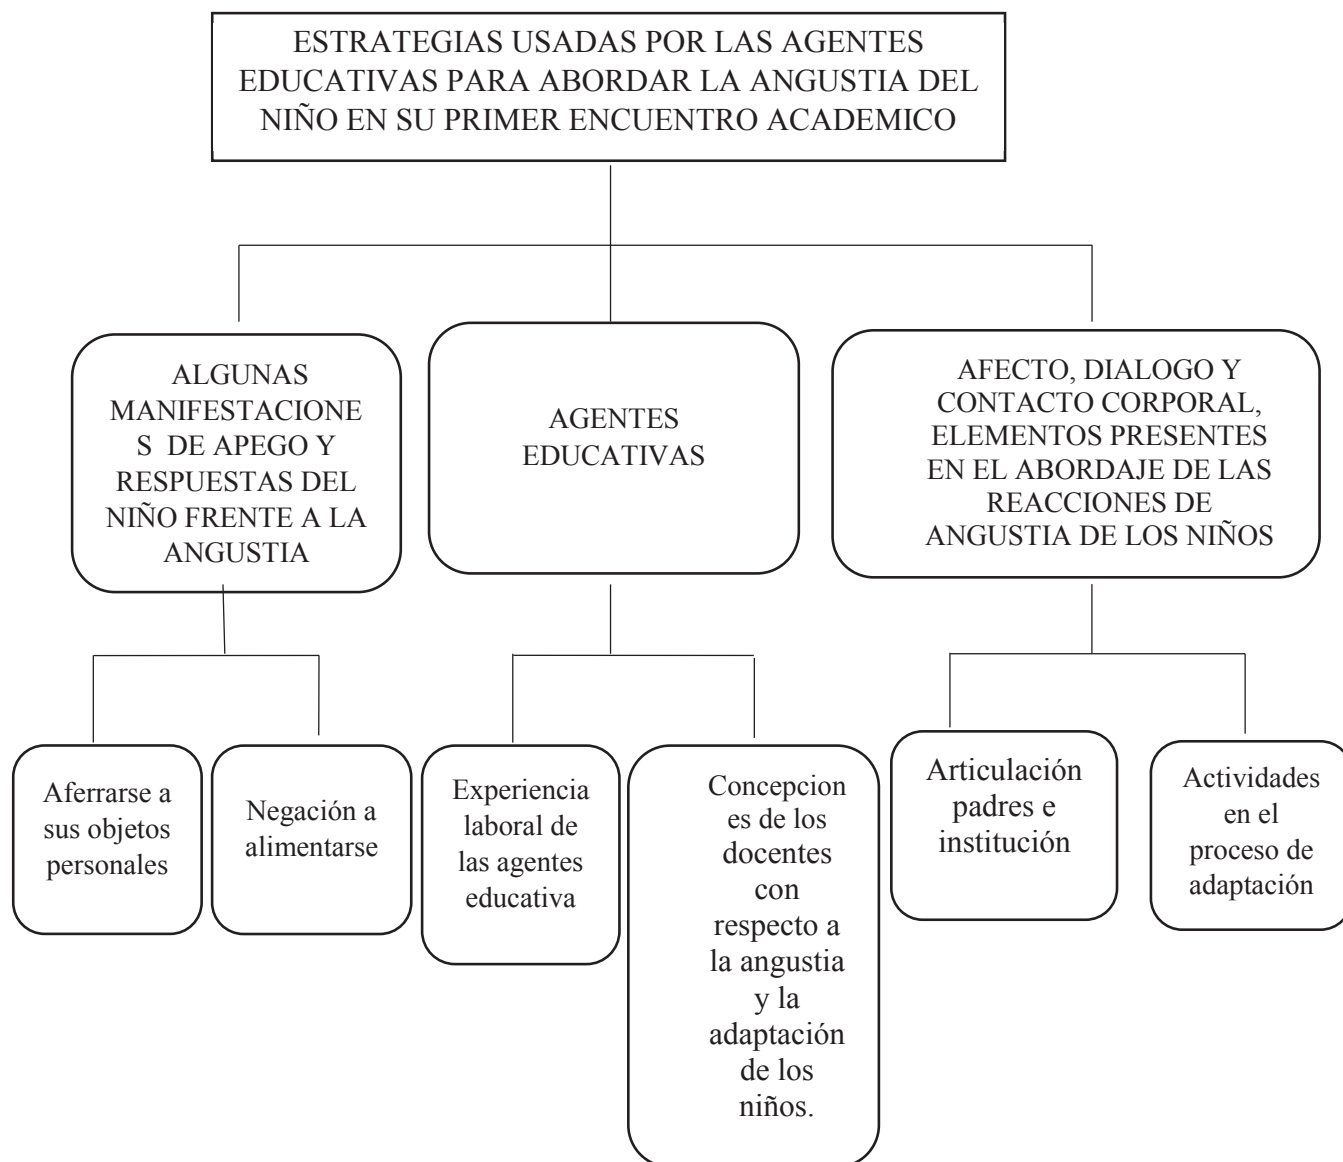 ESTRATEGIAS USADAS POR LAS AGENTES
EDUCATIVAS PARA ABORDAR LA ANGUSTIA DEL
NIÑO EN SU PRIMER ENCUENTRO ACADEMICO
ALGUNAS
MANIFESTACIONE
S DE APEGO Y
RESPUESTAS DEL
NIÑO FRENTE A LA
ANGUSTIA
AGENTES
EDUCATIVAS
AFECTO, DIALOGO Y
CONTACTO CORPORAL,
ELEMENTOS PRESENTES
EN EL ABORDAJE DE LAS
REACCIONES DE
ANGUSTIA DE LOS NIÑOS
Aferrarse a
sus objetos
personales
Negación a
alimentarse
Experiencia
laboral de
las agentes
educativa
Concepcion
es de los
docentes
con
respecto a
la angustia
y la
adaptación
de los
niños.
Articulación
padres e
institución
Actividades
en el
proceso de
adaptación